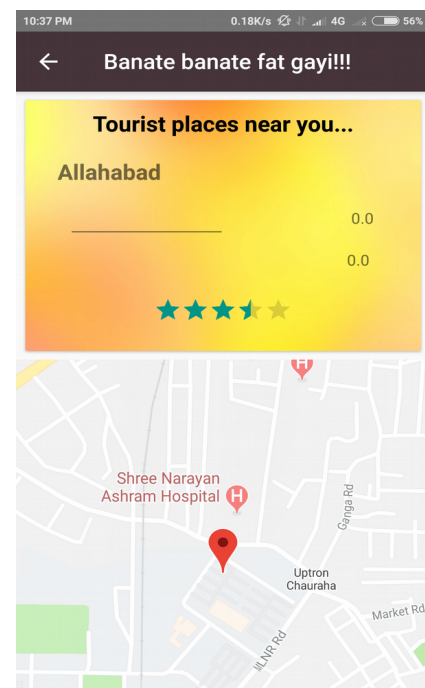 10:37 PM 0.18K/s 4G 56%
Banate banate fat gayi!!!
Tourist places near you...
Allahabad
0.0
0.0
H
Shree Narayan
Ashram Hospital H
Ganga Rd
Uptron
Chauraha
Market Rd
MLNR Rd